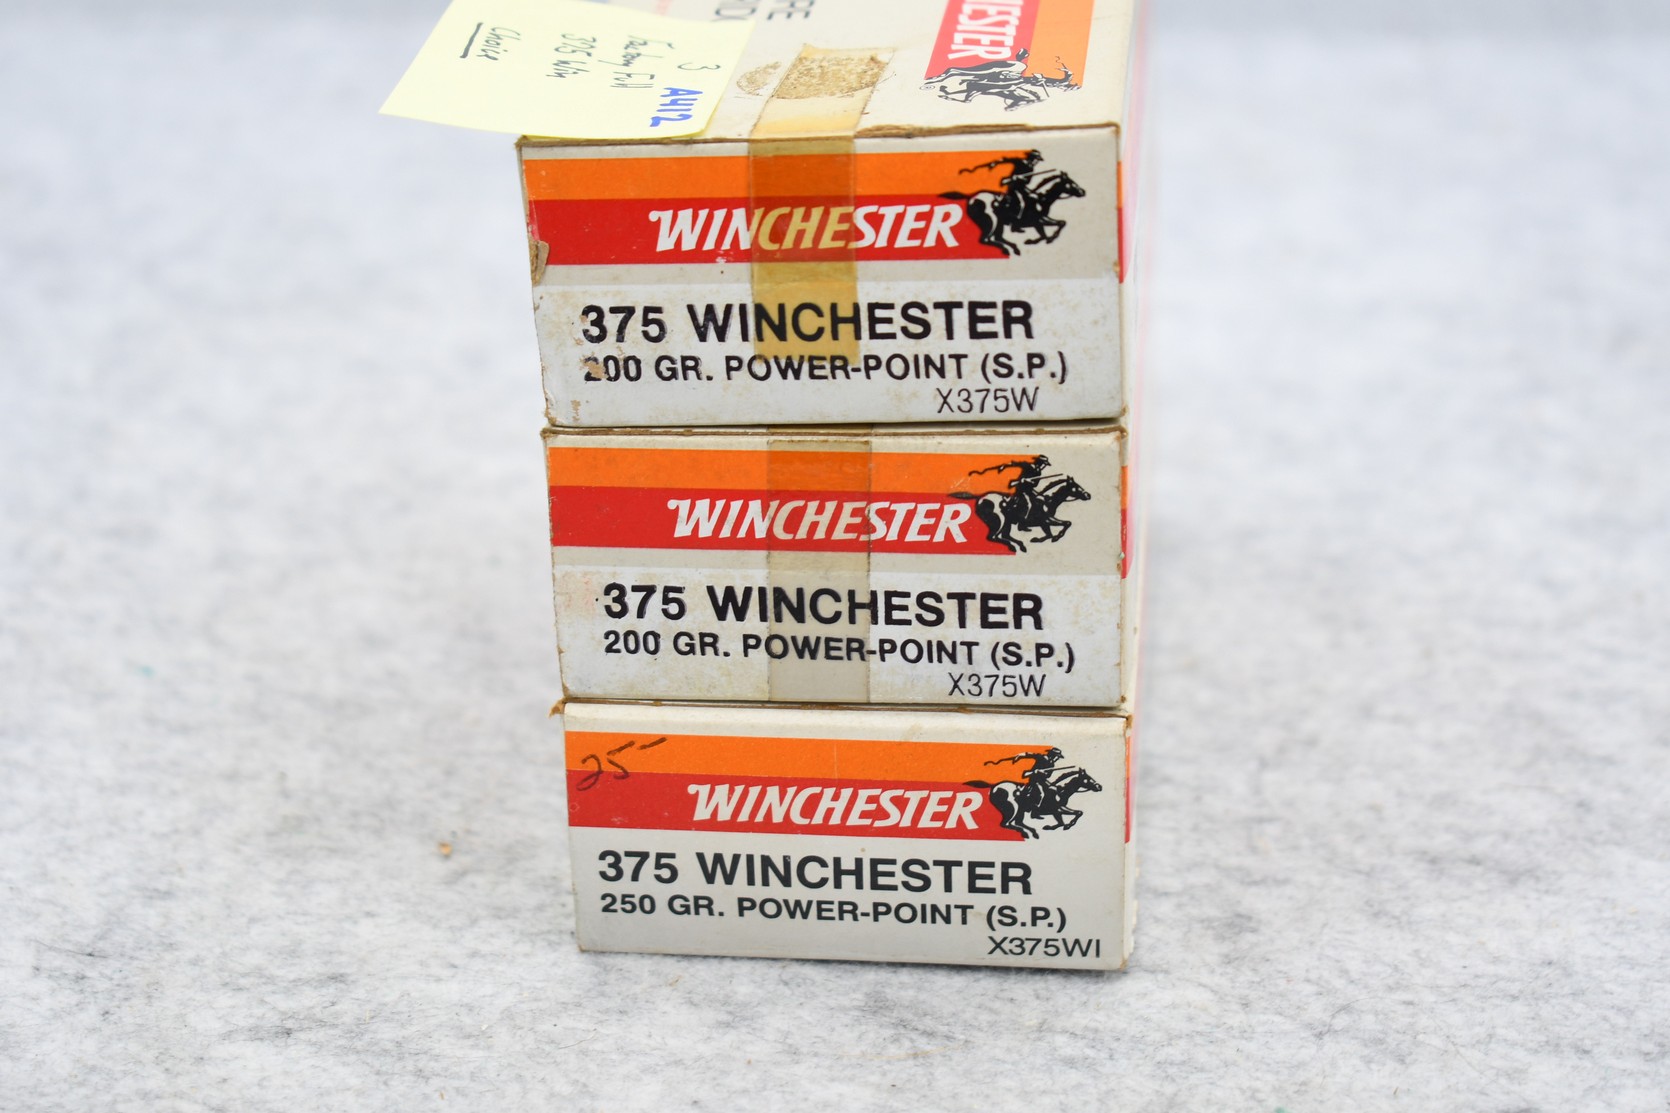 A412
3
Factory Full
375 Win
Choice
WINCHESTER
375 WINCHESTER
200 GR. POWER-POINT (S.P.)
X375W
WINCHESTER
375 WINCHESTER
200 GR. POWER-POINT (S.P.)
X375W
25-
WINCHESTER
375 WINCHESTER
250 GR. POWER-POINT (S.P.)
X375WI